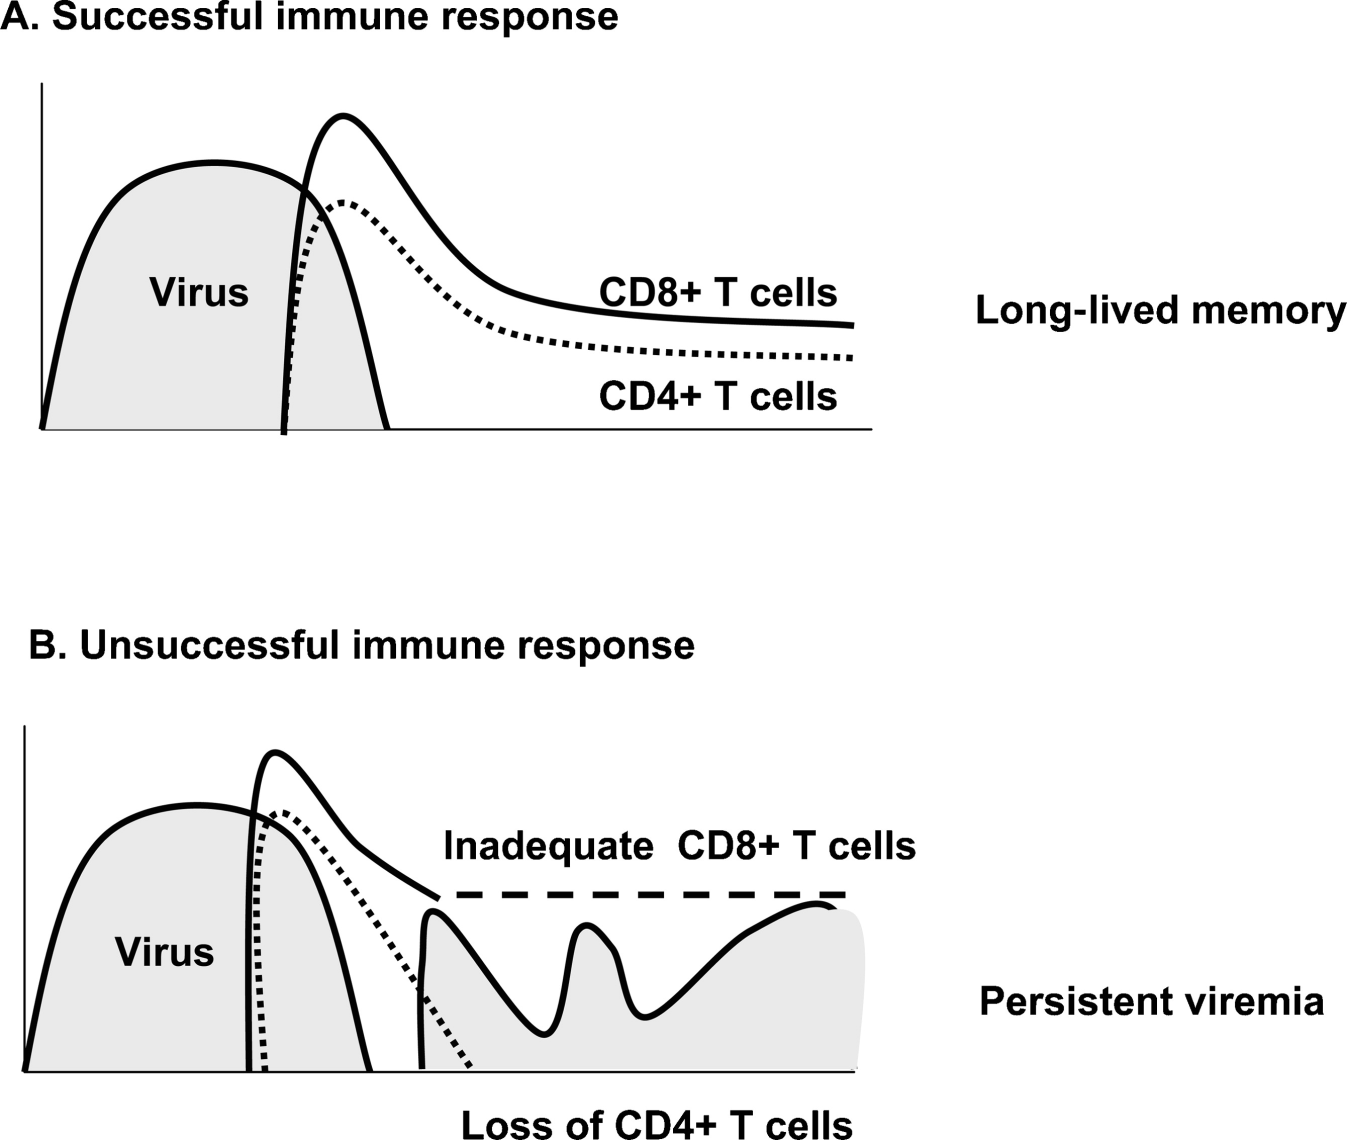 A. Successful immune response
Virus
CD8+ T cells
Long-lived memory
CD4+ T cells
B. Unsuccessful immune response
Inadequate CD8+ T cells
Virus
Persistent viremia
Loss of CD4+ T cells